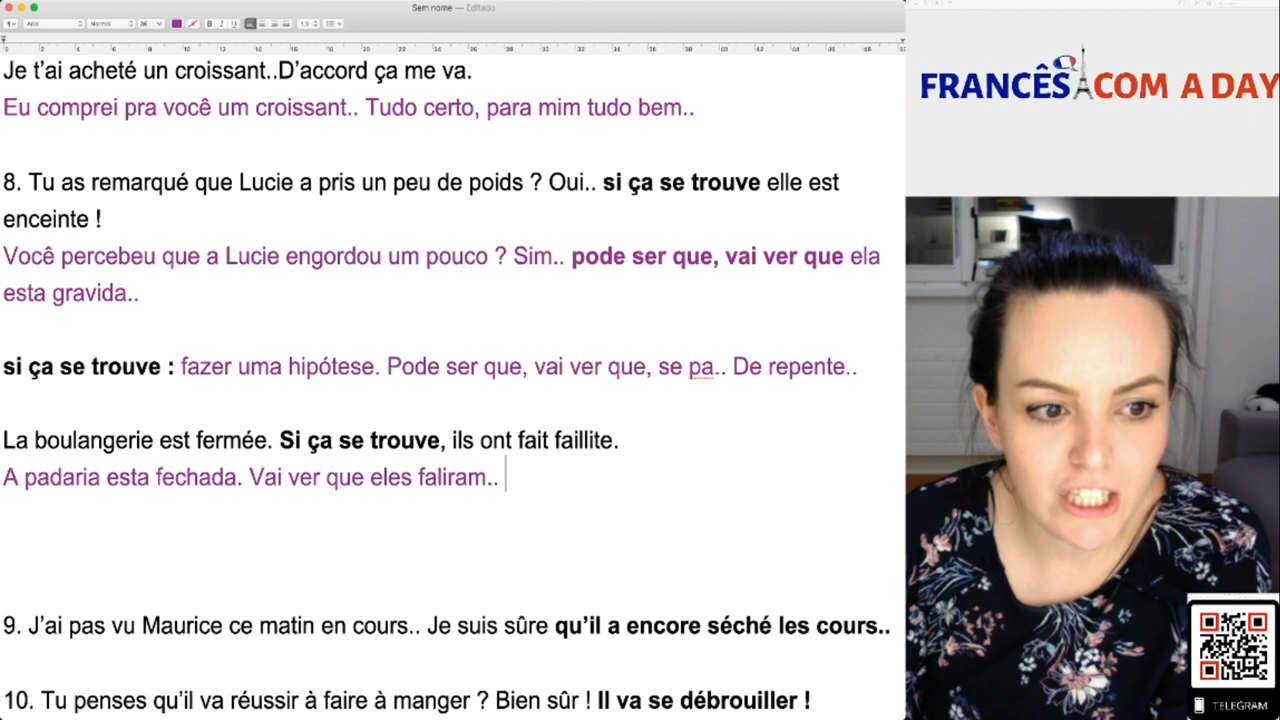 Sem nome — Editado
Je t'ai acheté un croissant..D'accord ça me va.
FRANCÊS COM A DAY
Eu comprei pra você um croissant.. Tudo certo, para mim tudo bem..
8. Tu as remarqué que Lucie a pris un peu de poids ? Oui.. si ça se trouve elle est
enceinte !
Você percebeu que a Lucie engordou um pouco ? Sim.. pode ser que, vai ver que ela
esta gravida..
si ça se trouve : fazer uma hipótese. Pode ser que, vai ver que, se pa.. De repente..
La boulangerie est fermée. Si ça se trouve, ils ont fait faillite.
A padaria esta fechada. Vai ver que eles faliram..
9. J'ai pas vu Maurice ce matin en cours.. Je suis sûre qu'il a encore séché les cours..
10. Tu penses qu'il va réussir à faire à manger ? Bien sûr ! Il va se débrouiller !
TELEGRAM